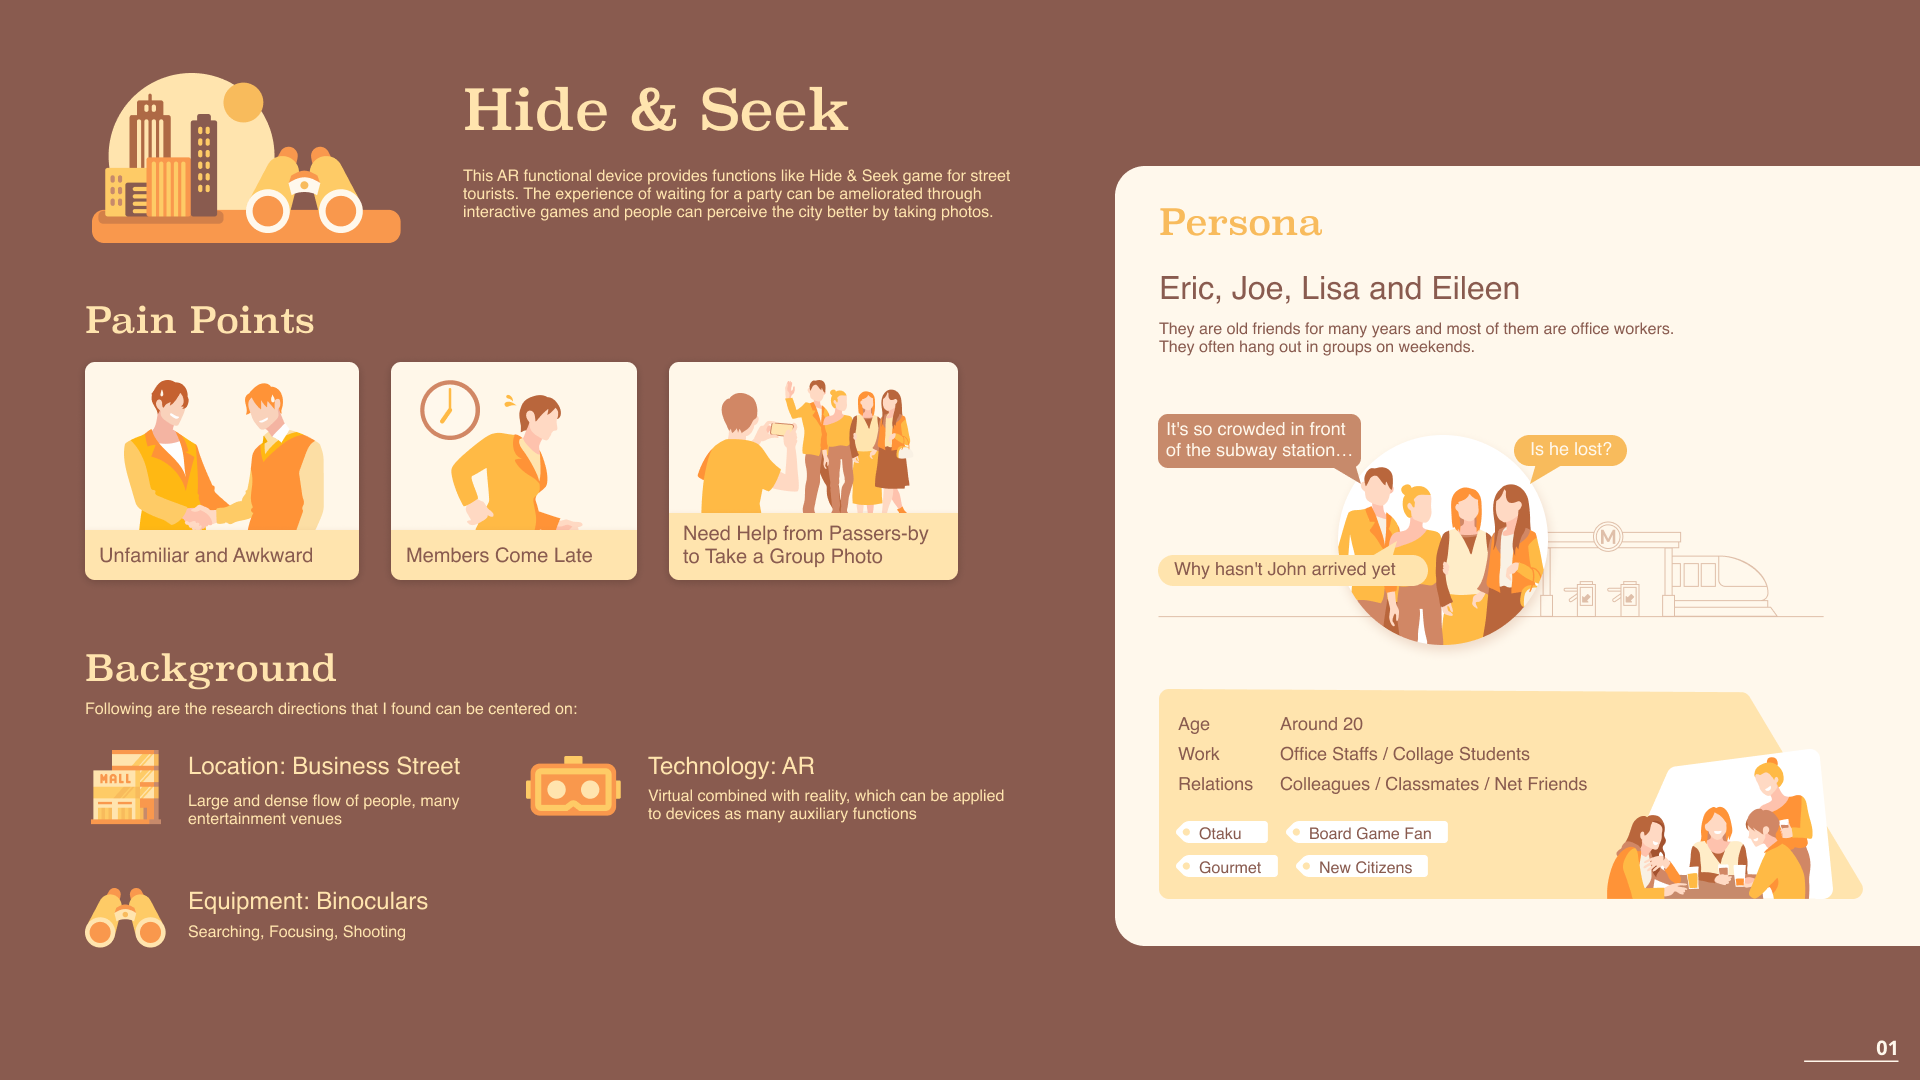 Hide & Seek
This AR functional device provides functions like Hide & Seek game for street
tourists. The experience of waiting for a party can be ameliorated through
interactive games and people can perceive the city better by taking photos.
Pain Points
Unfamiliar and Awkward
Members Come Late
Need Help from Passers-by
to Take a Group Photo
Background
Following are the research directions that I found can be centered on:
MALL
Location: Business Street
Large and dense flow of people, many
entertainment venues
Technology: AR
Virtual combined with reality, which can be applied
to devices as many auxiliary functions
Equipment: Binoculars
Searching, Focusing, Shooting
Persona
Eric, Joe, Lisa and Eileen
They are old friends for many years and most of them are office workers.
They often hang out in groups on weekends.
It's so crowded in front
of the subway station...
Is he lost?
M
Why hasn't John arrived yet
Age Around 20
Work Office Staffs / Collage Students
Relations Colleagues / Classmates / Net Friends
Otaku Board Game Fan
Gourmet New Citizens
01